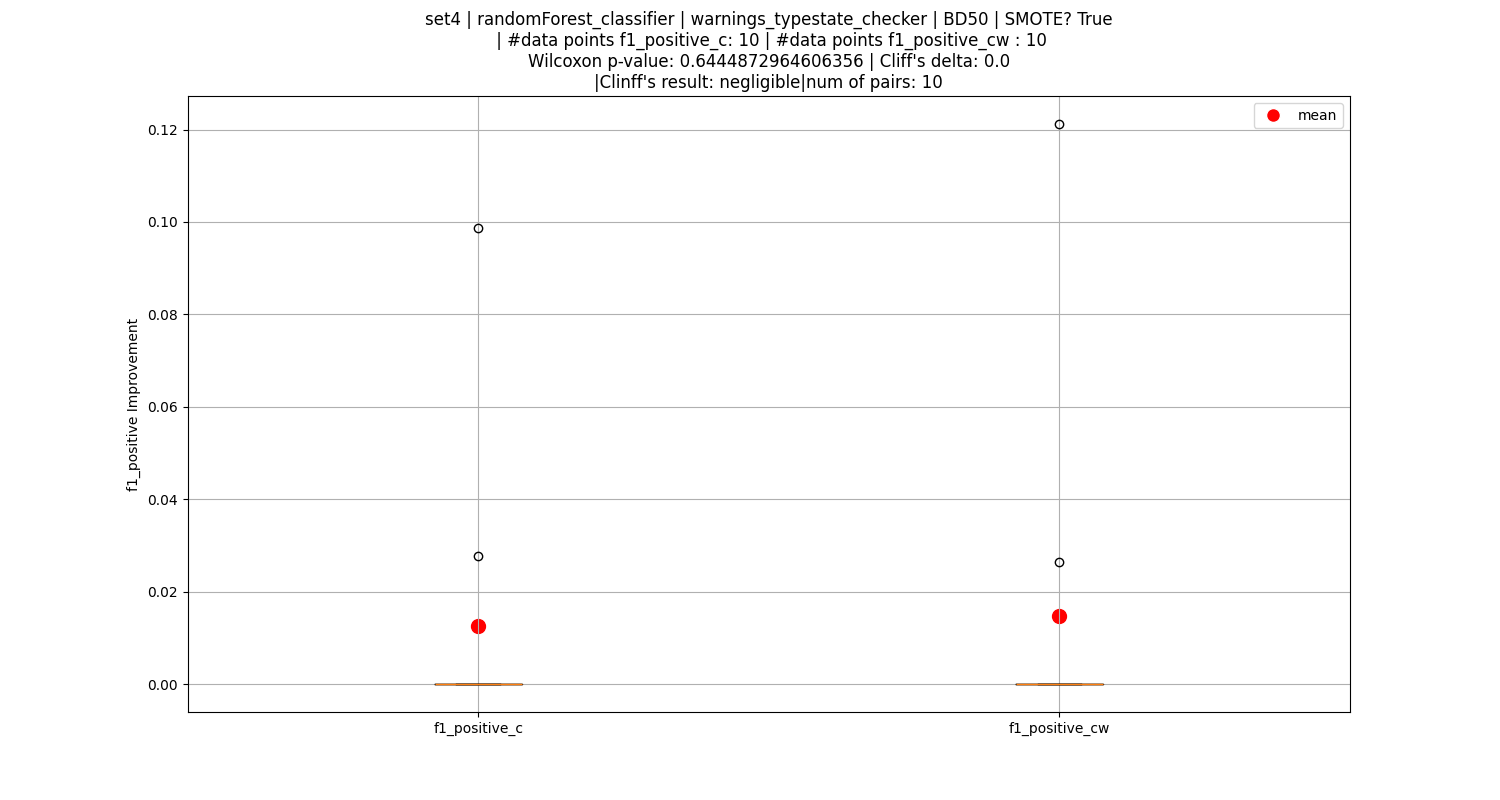 set4 | randomForest_classifier | warnings_typestate_checker | BD50 | SMOTE? True
| #data points f1_positive_c: 10 | #data points f1_positive_cw : 10
Wilcoxon p-value: 0.6444872964606356 | Cliff's delta: 0.0
|Clinff's result: negligible|num of pairs: 10
mean
0.12
0.10
0.08
0.06
0.04
0.02
0.00
f1_positive Improvement
f1_positive_c
f1_positive_cw